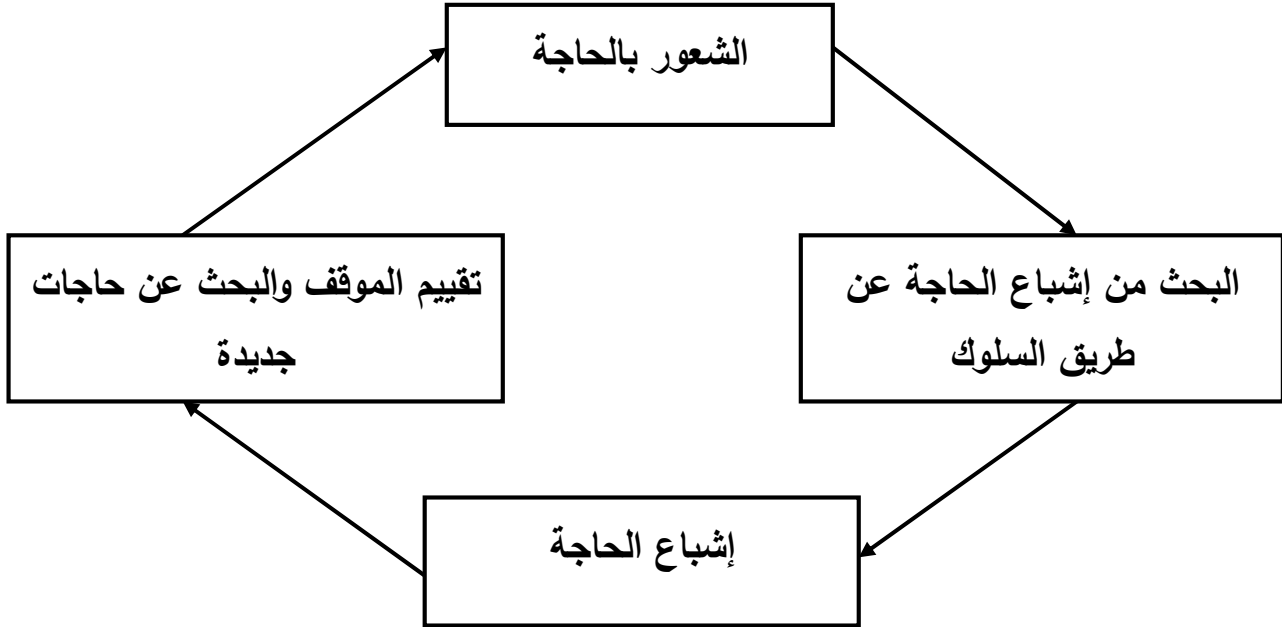 الشعور بالحاجة
البحث من إشباع الحاجة عن
طريق السلوك
إشباع الحاجة
تقييم الموقف والبحث عن حاجات
جديدة